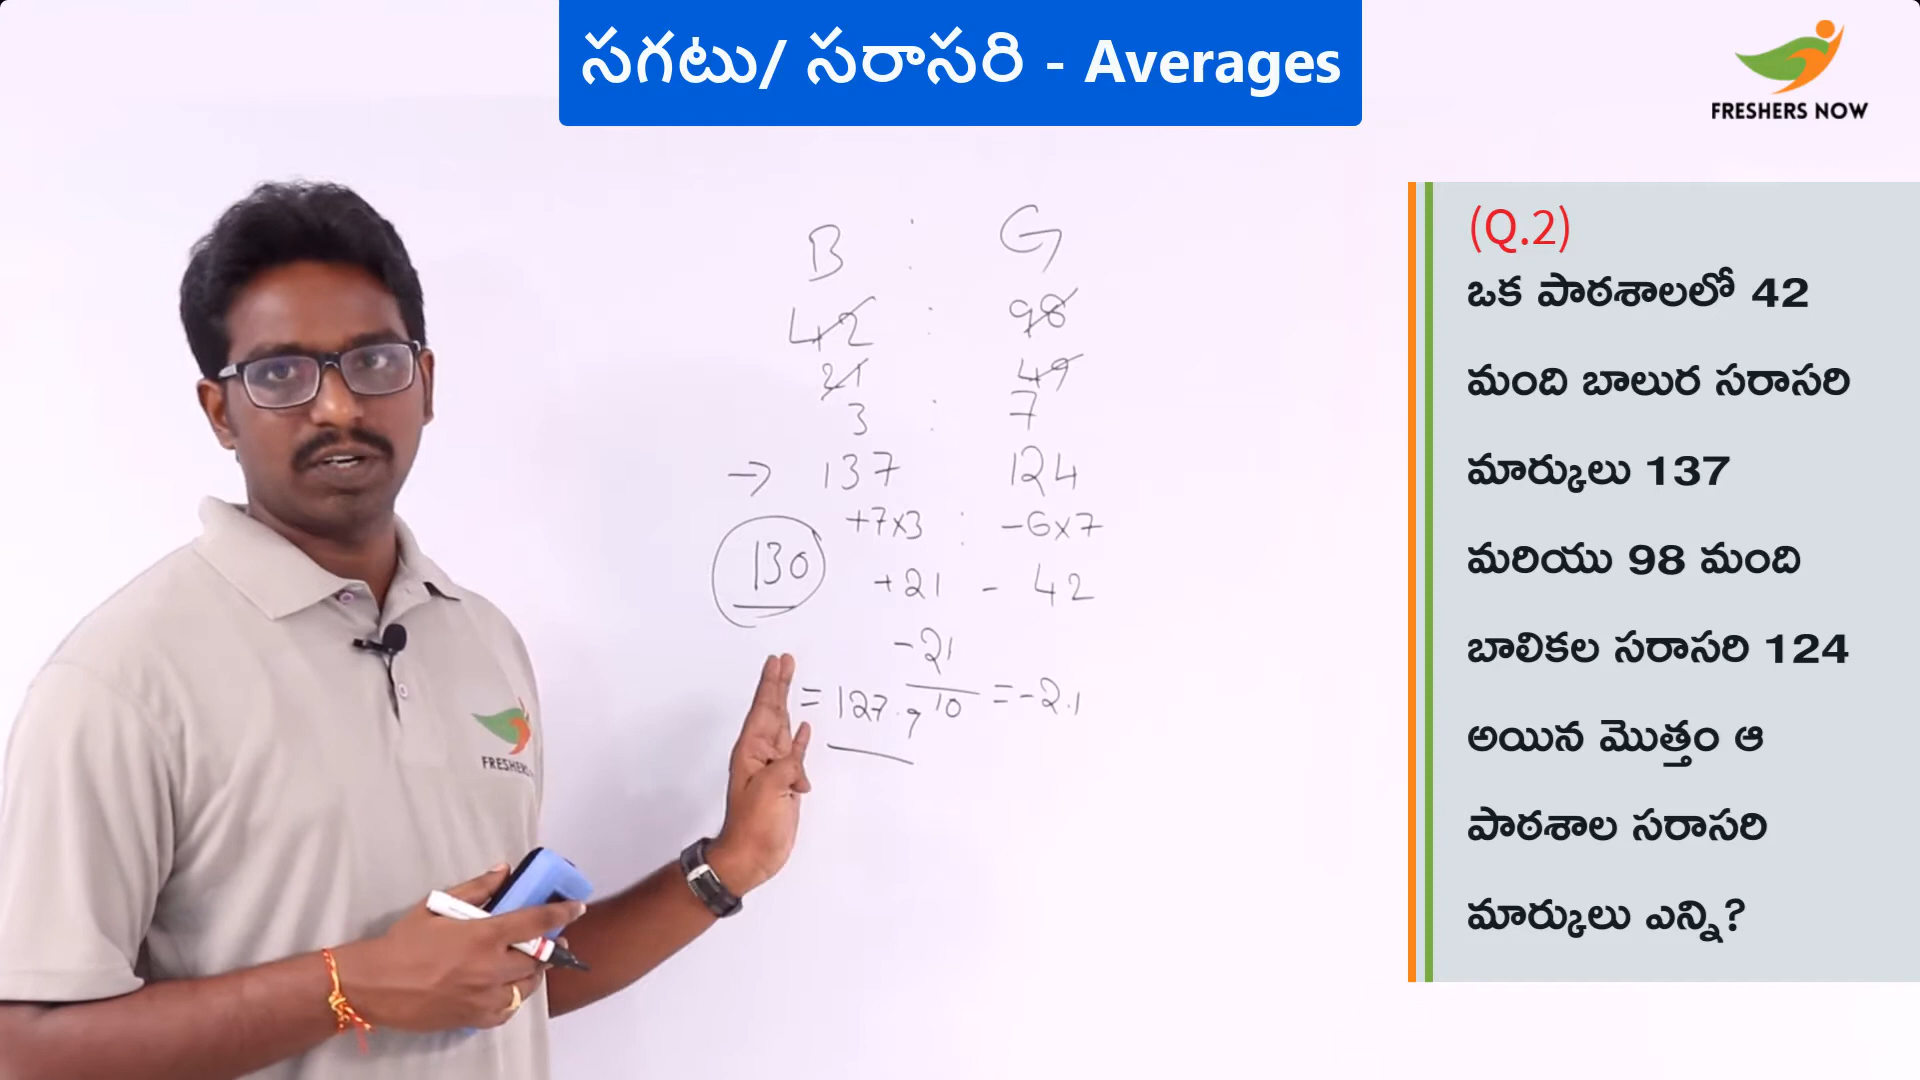 సగటు/ సరాసరి - Averages
FRESHERS NOW
B : G
42 : 98
21 49
3 : 7
→ 137 124
+7x3 : -6x7
130 +21 - 42
-21
= 127.9 10 = -2.1
FRESHERS
(Q.2)
ఒక పాఠశాలలో 42
మంది బాలుర సరాసరి
మార్కులు 137
మరియు 98 మంది
బాలికల సరాసరి 124
అయిన మొత్తం ఆ
పాఠశాల సరాసరి
మార్కులు ఎన్ని?